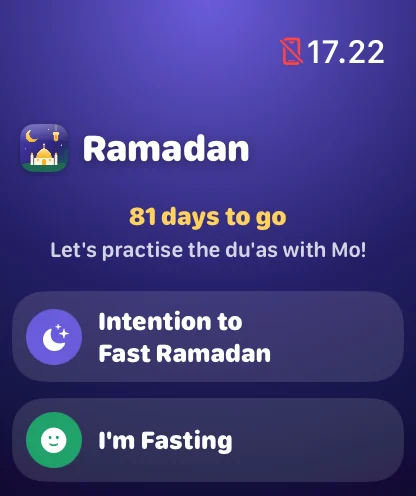 17.22
Ramadan
81 days to go
Let's practise the du'as with Mo!
Intention to
Fast Ramadan
I'm Fasting